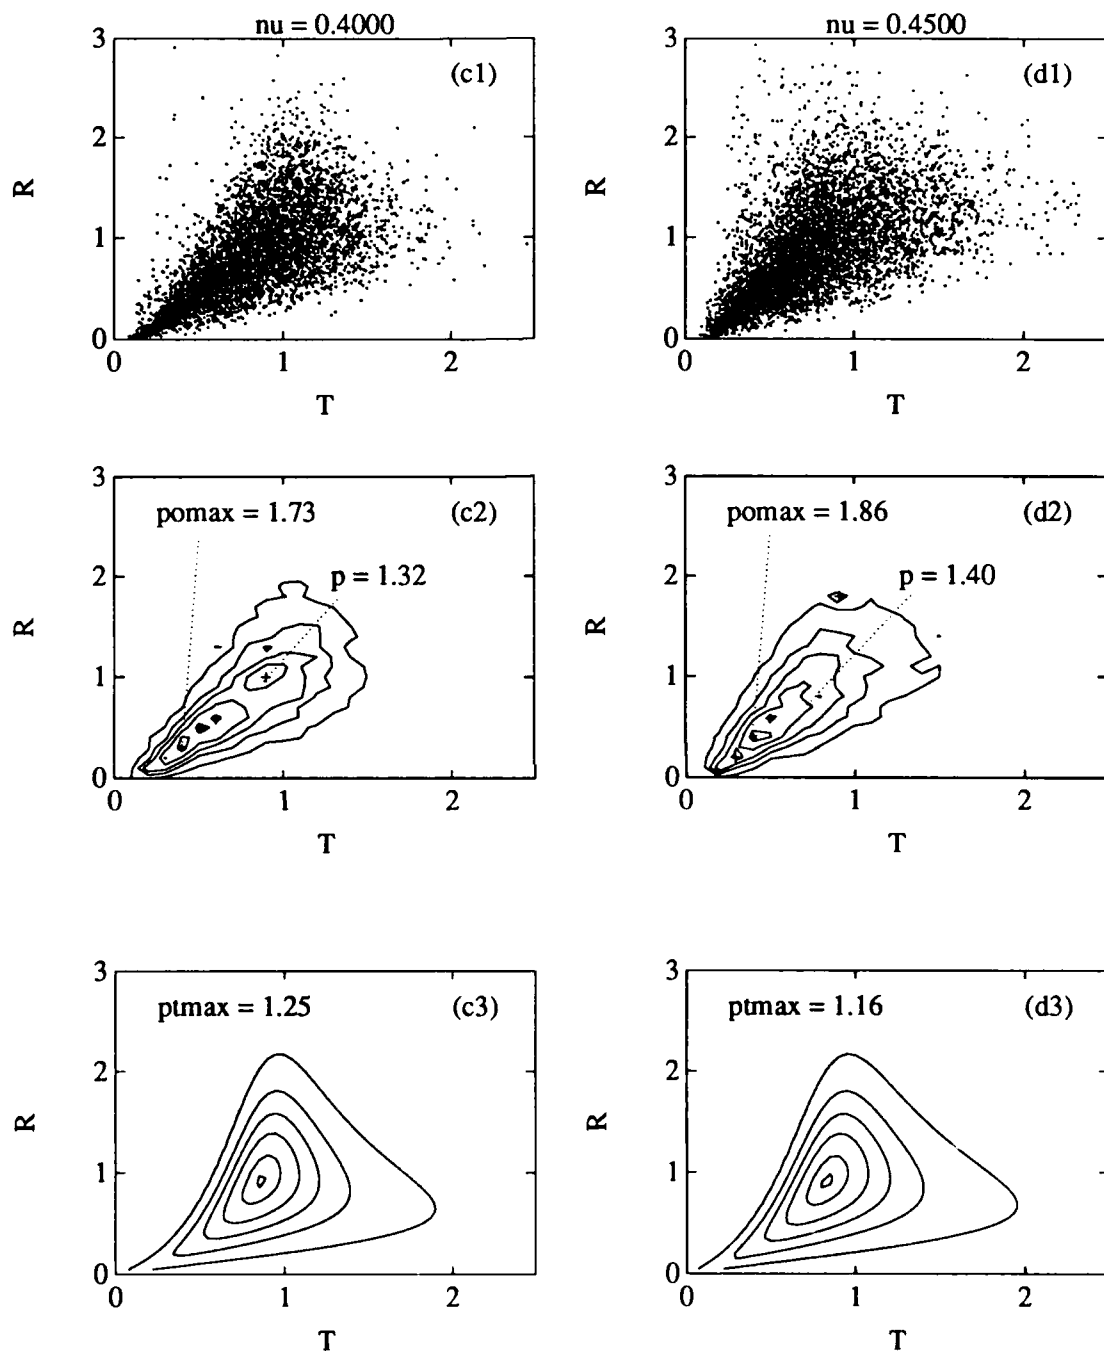 nu = 0.4000
nu = 0.4500
3
(c1)
2
R
1
0
0 1 2
T
3
(d1)
2
R
1
0
0 1 2
T
3
pomax = 1.73 (c2)
p = 1.32
2
R
1
0
0 1 2
T
3
pomax = 1.86 (d2)
p = 1.40
2
R
1
0
0 1 2
T
3
ptmax = 1.25 (c3)
2
R
1
0
0 1 2
T
3
ptmax = 1.16 (d3)
2
R
1
0
0 1 2
T